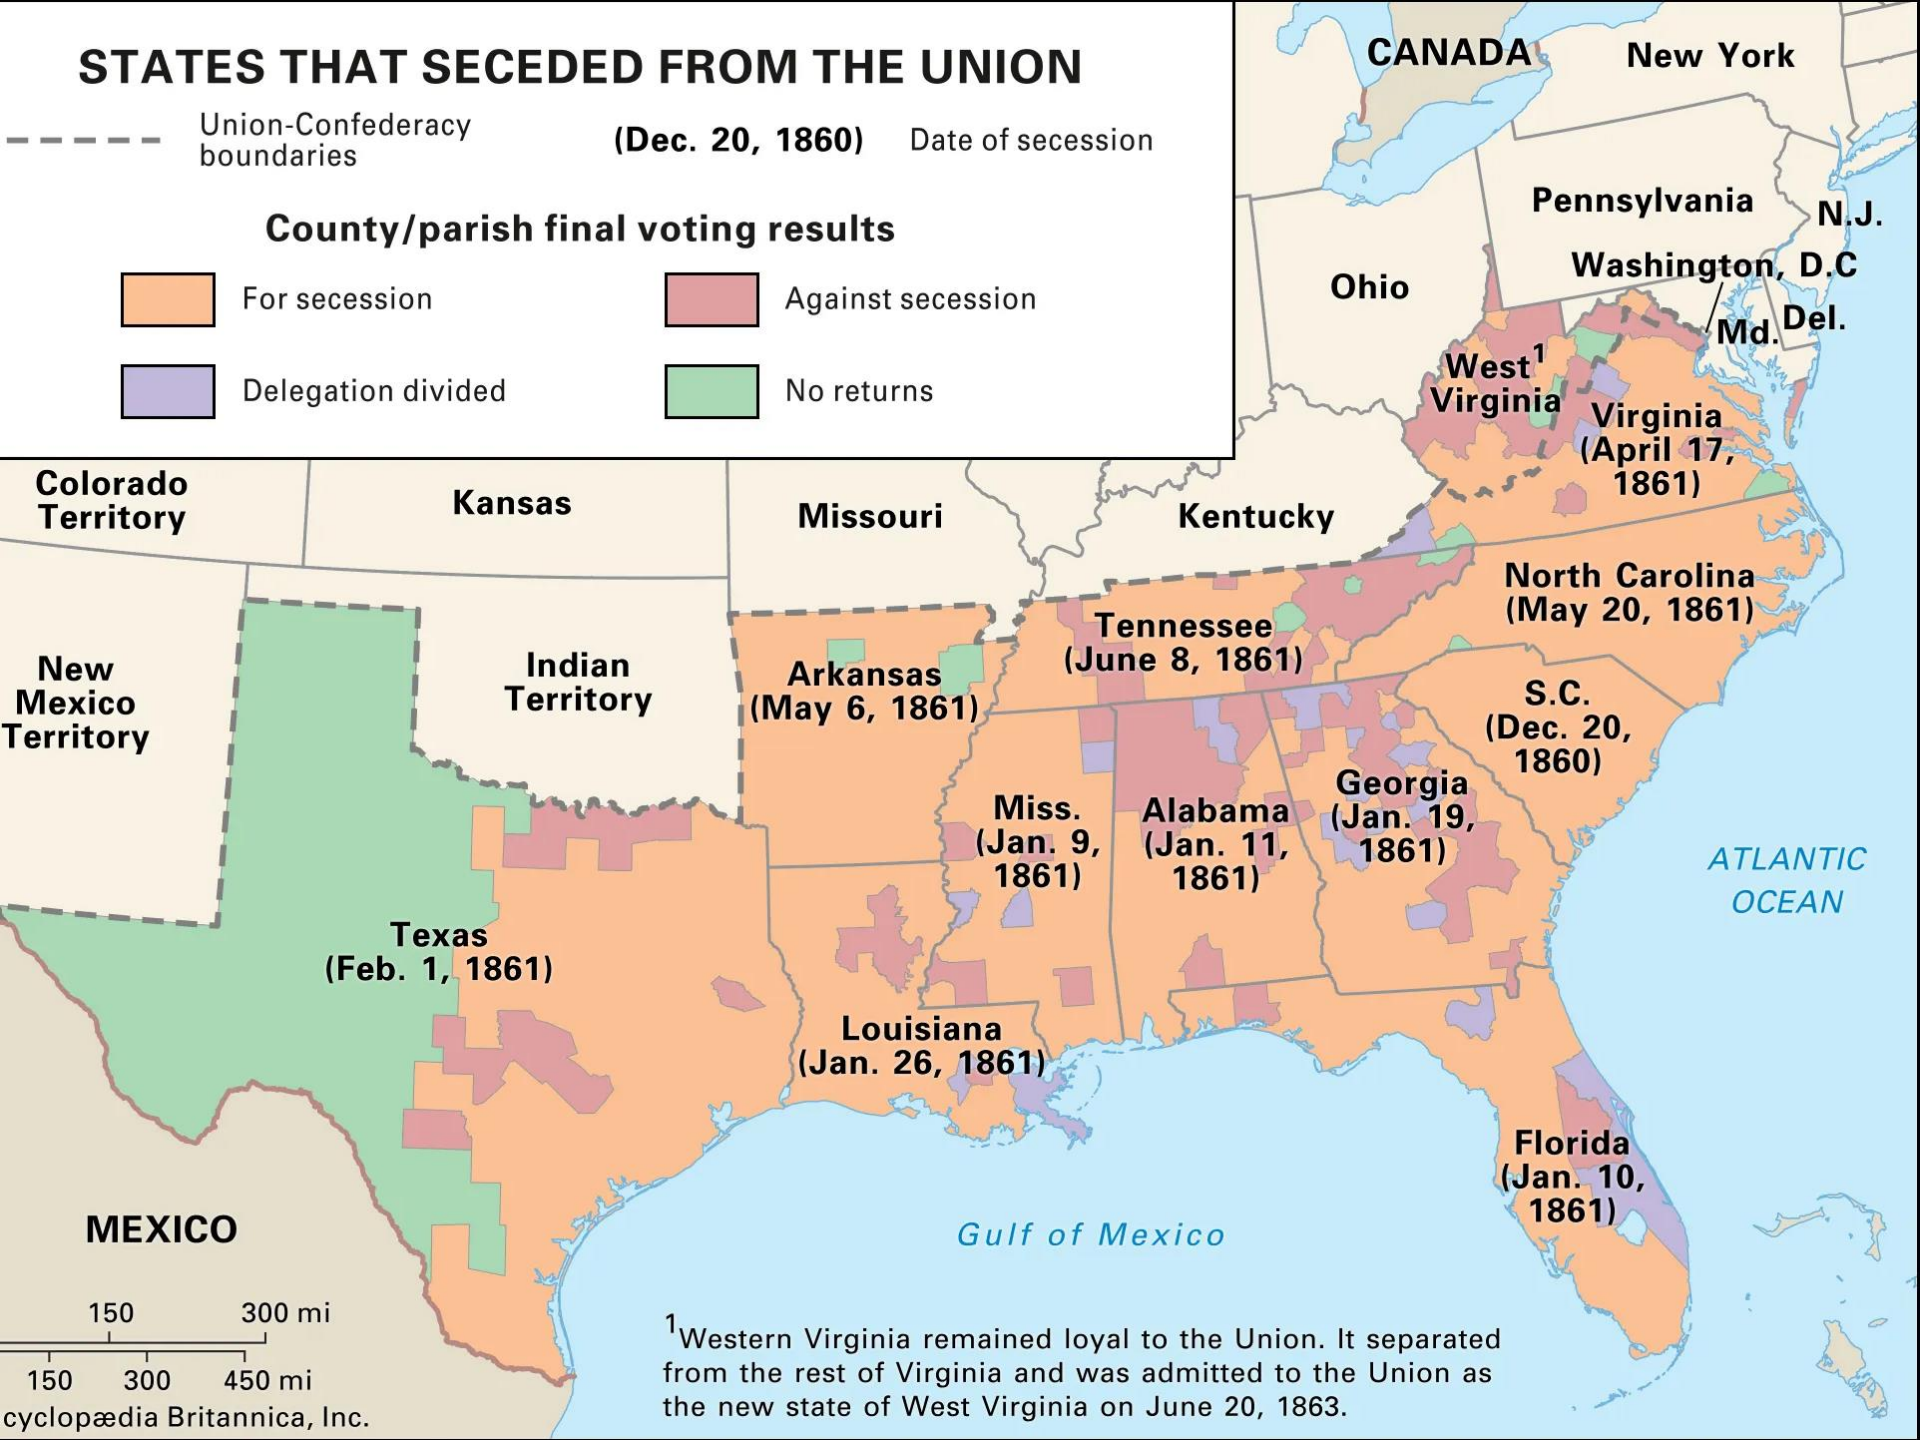 STATES THAT SECEDED FROM THE UNION
Union-Confederacy
boundaries
(Dec. 20, 1860) Date of secession
County/parish final voting results
For secession
Against secession
Delegation divided
No returns
CANADA
New York
Pennsylvania
N.J.
Washington, D.C
Ohio
Md.
Del.
West¹
Virginia
Virginia
(April 17,
1861)
Colorado
Territory
Kansas
Missouri
Kentucky
North Carolina
(May 20, 1861)
Tennessee
(June 8, 1861)
New
Mexico
Territory
Indian
Territory
Arkansas
(May 6, 1861)
S.C.
(Dec. 20,
1860)
Miss.
(Jan. 9,
1861)
Alabama
(Jan. 11,
1861)
Georgia
(Jan. 19,
1861)
ATLANTIC
OCEAN
Texas
(Feb. 1, 1861)
Louisiana
(Jan. 26, 1861)
Florida
(Jan. 10,
1861)
MEXICO
Gulf of Mexico
150 300 mi
150 300 450 mi
cyclopædia Britannica, Inc.
¹Western Virginia remained loyal to the Union. It separated
from the rest of Virginia and was admitted to the Union as
the new state of West Virginia on June 20, 1863.